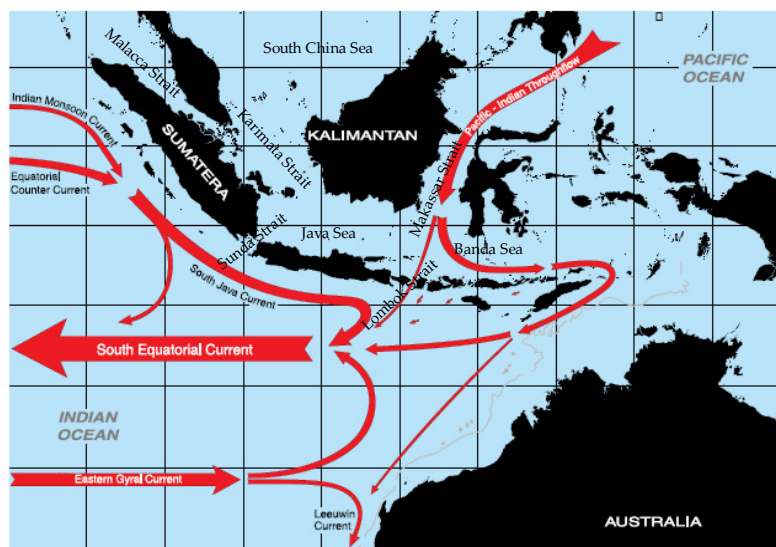 South China Sea
PACIFIC
OCEAN
Malacca Strait
Pacific - Indian Throughflow
Indian Monsoon Current
Karimata Strait
KALIMANTAN
SUMATERA
Equatorial
Counter Current
Makassar Strait
Java Sea
Banda Sea
Sunda Strait
South Java Current
Lombok Strait
South Equatorial Current
INDIAN
OCEAN
Eastern Gyral Current
Leeuwin
Current
AUSTRALIA